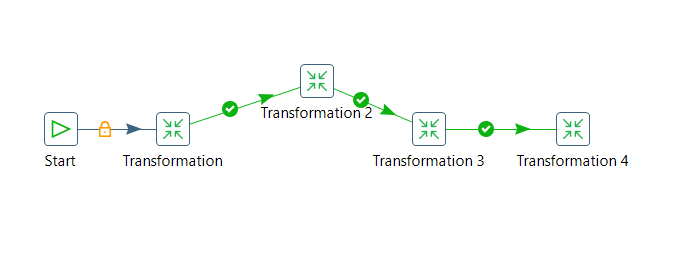 Start
Transformation
Transformation 2
Transformation 3
Transformation 4